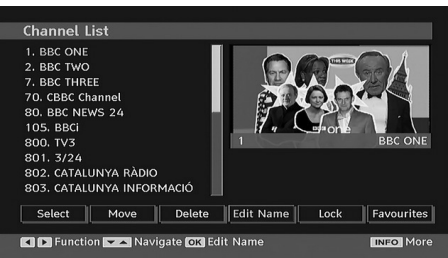 Channel List
1. BBC ONE
2. BBC TWO
7. BBC THREE
70. CBBC Channel
80. BBC NEWS 24
105. BBCi
800. TV3
801. 3/24
802. CATALUNYA RÀDIO
803. CATALUNYA INFORMACIÓ
THIS WEEK
BBC one
1 BBC ONE
Select Move Delete Edit Name Lock Favourites
Function Navigate OK Edit Name INFO More